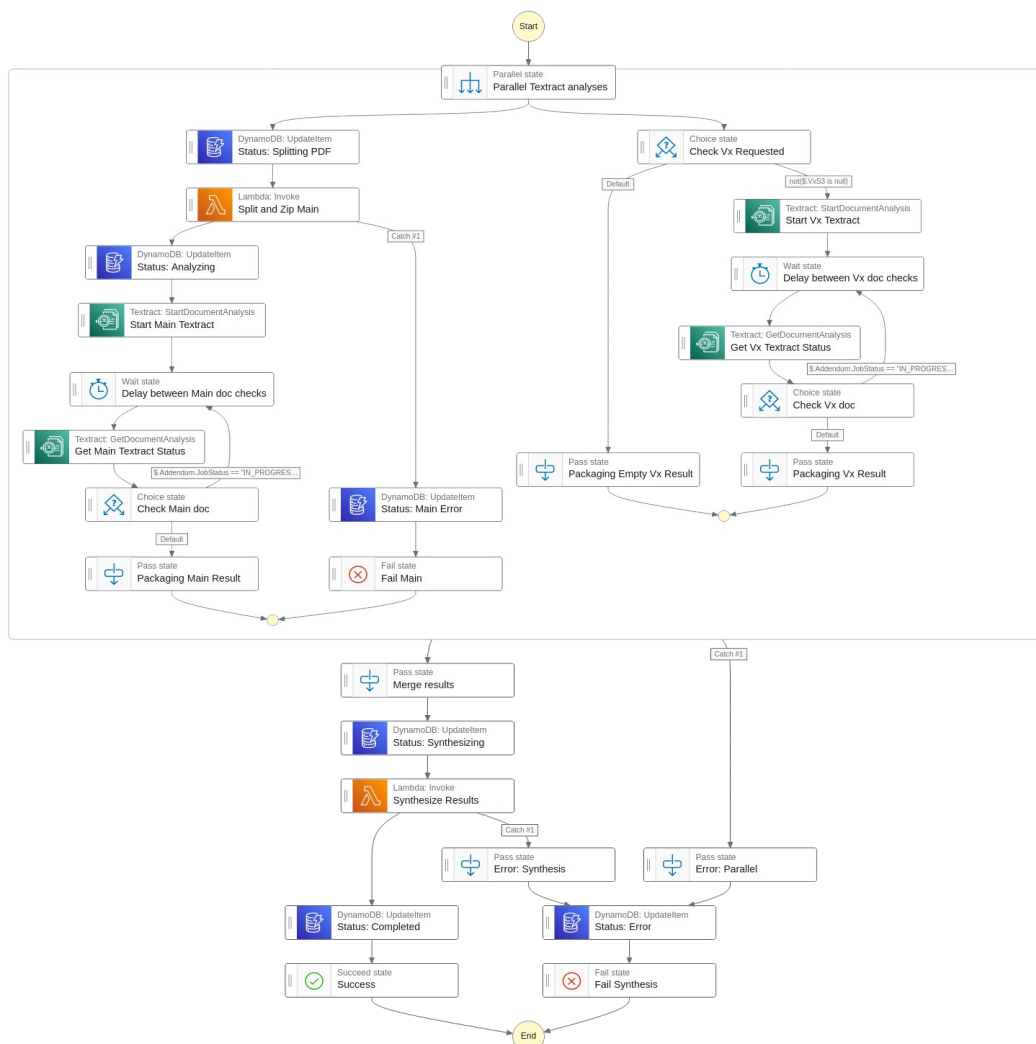 Start
Parallel state
Parallel Textract analyses
DynamoDB: UpdateItem
Status: Splitting PDF
Lambda: Invoke
Split and Zip Main
Catch #1
DynamoDB: UpdateItem
Status: Analyzing
Textract: StartDocumentAnalysis
Start Main Textract
Wait state
Delay between Main doc checks
Textract: GetDocumentAnalysis
Get Main Textract Status
$.Addendum.JobStatus == "IN_PROGRES...
Choice state
Check Main doc
Default
Pass state
Packaging Main Result
DynamoDB: UpdateItem
Status: Main Error
Fail state
Fail Main
Choice state
Check Vx Requested
Default
not($.VxS3 is null)
Textract: StartDocumentAnalysis
Start Vx Textract
Wait state
Delay between Vx doc checks
Textract: GetDocumentAnalysis
Get Vx Textract Status
$.Addendum.JobStatus == "IN_PROGRES...
Choice state
Check Vx doc
Default
Pass state
Packaging Empty Vx Result
Pass state
Packaging Vx Result
Catch #1
Pass state
Merge results
DynamoDB: UpdateItem
Status: Synthesizing
Lambda: Invoke
Synthesize Results
Catch #1
Pass state
Error: Synthesis
Pass state
Error: Parallel
DynamoDB: UpdateItem
Status: Completed
DynamoDB: UpdateItem
Status: Error
Succeed state
Success
Fail state
Fail Synthesis
End